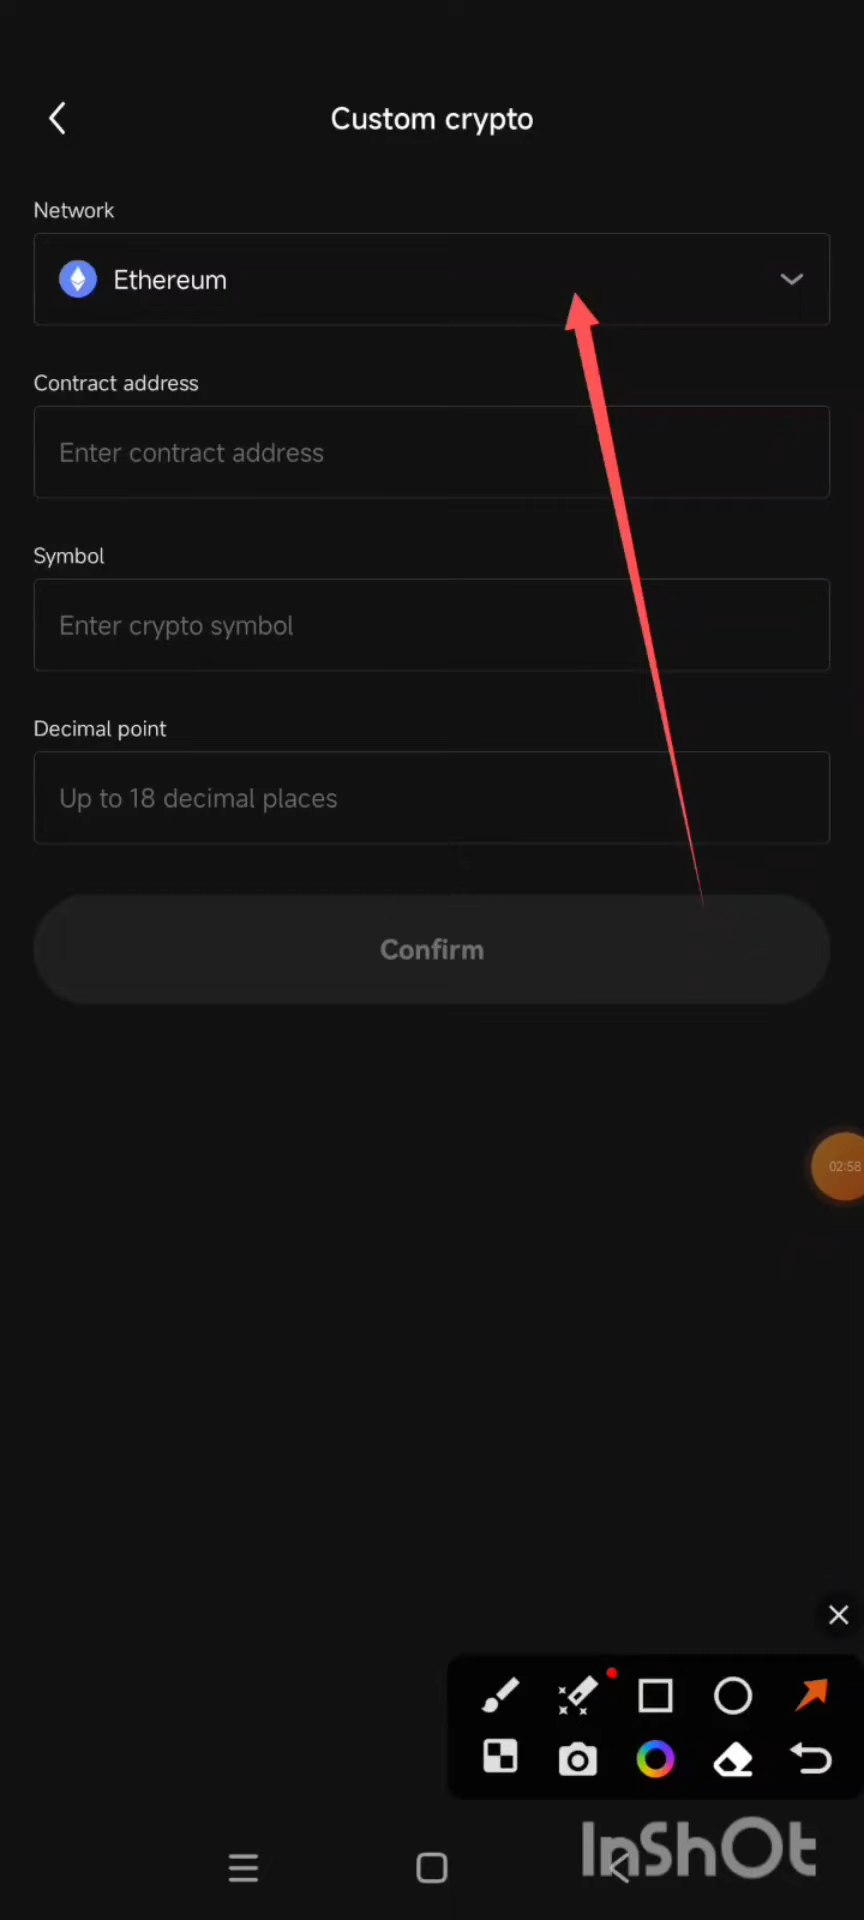 Custom crypto
Network
Ethereum
Contract address
Enter contract address
Symbol
Enter crypto symbol
Decimal point
Up to 18 decimal places
Confirm
02:58
InShOt